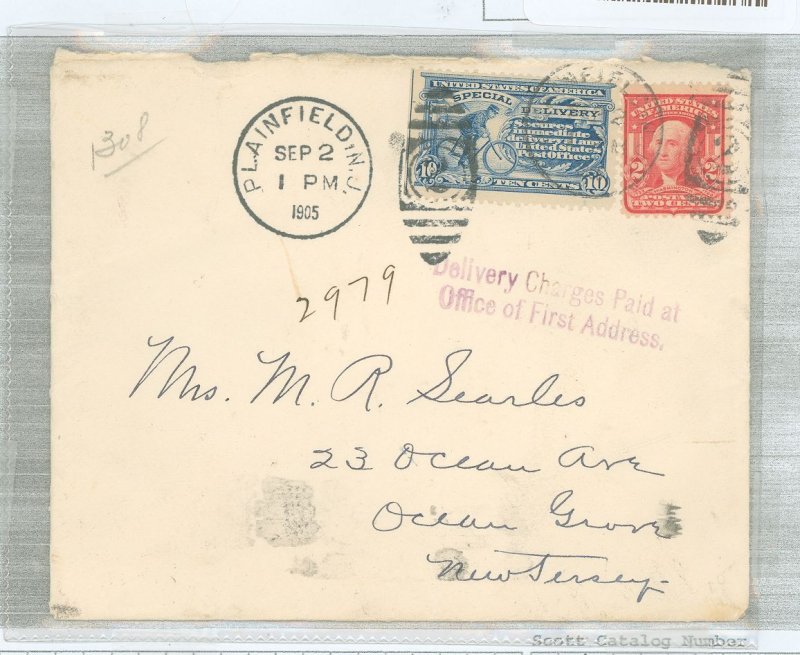 1308
PLAINFIELD, N.J.
SEP 2
1 PM
1905
UNITED STATES OF AMERICA
SPECIAL DELIVERY
Secures
immediate
delivery at any
United States
Post Office
10 TEN CENTS 10
UNITED STATES
OF AMERICA
2 2
POSTAGE
TWO CENTS
2979
Delivery Charges Paid at
Office of First Address.
Mrs. M. R. Searles
23 Ocean Ave
Ocean Grove
New Jersey.
Scott Catalog Number